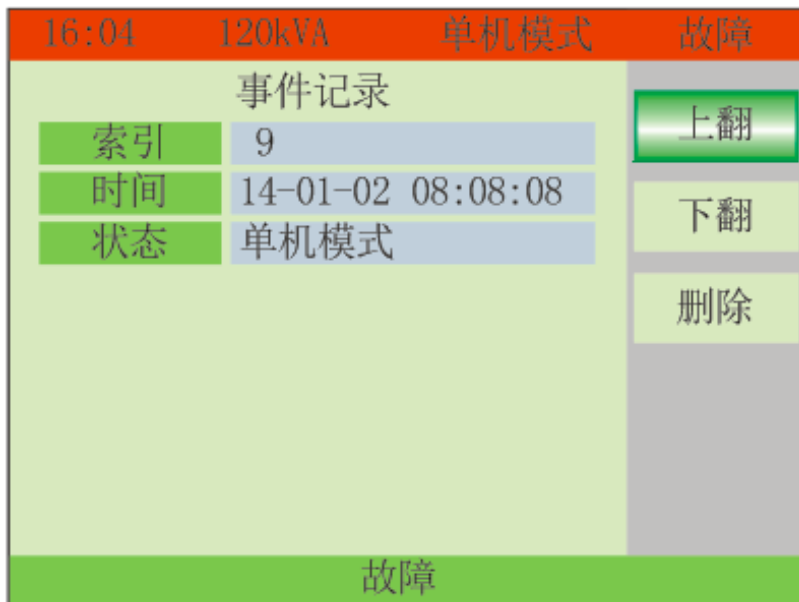 16:04 120kVA 单机模式 故障
事件记录
索引 9
时间 14-01-02 08:08:08
状态 单机模式
上翻
下翻
删除
故障